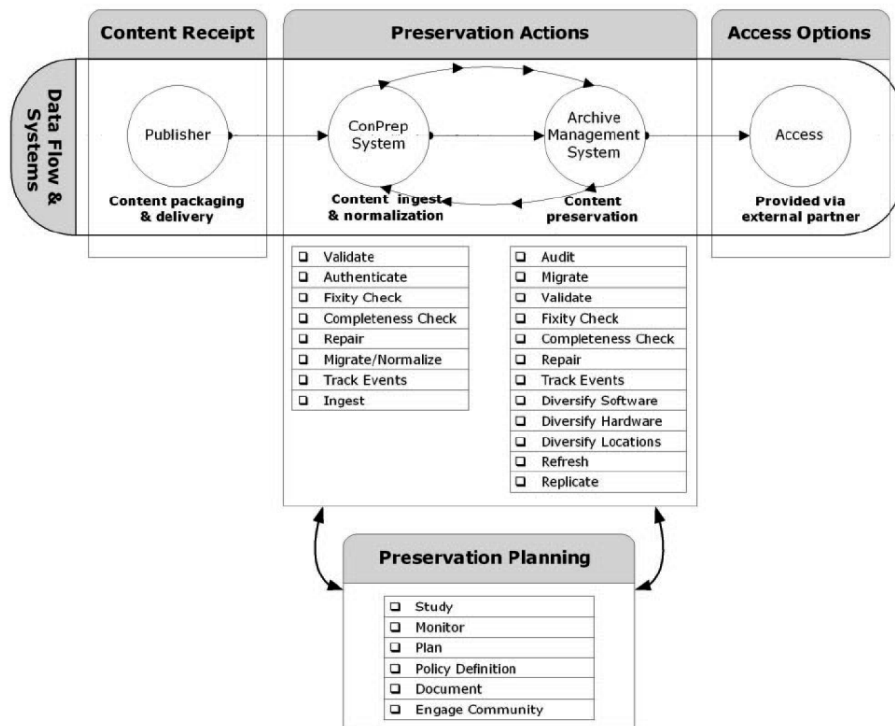 Content Receipt
Preservation Actions
Access Options
Data Flow &
Systems
Publisher
ConPrep
System
Archive
Management
System
Access
Content packaging
& delivery
Content ingest
& normalization
Content
preservation
Provided via
external partner
Validate
Authenticate
Fixity Check
Completeness Check
Repair
Migrate/Normalize
Track Events
Ingest
Audit
Migrate
Validate
Fixity Check
Completeness Check
Repair
Track Events
Diversify Software
Diversify Hardware
Diversify Locations
Refresh
Replicate
Preservation Planning
Study
Monitor
Plan
Policy Definition
Document
Engage Community